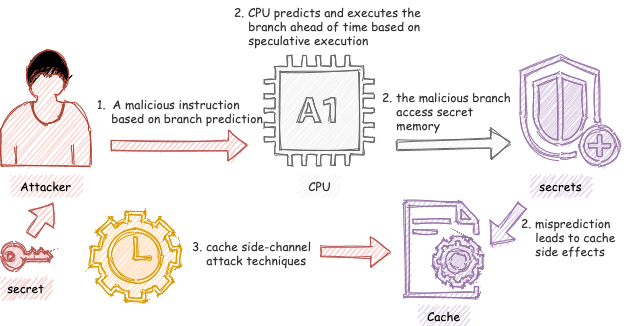 2. CPU predicts and executes the
branch ahead of time based on
speculative execution
1. A malicious instruction
based on branch prediction
A1
2. the malicious branch
access secret
memory
Attacker
CPU
secrets
2. misprediction
leads to cache
side effects
3. cache side-channel
attack techniques
secret
Cache